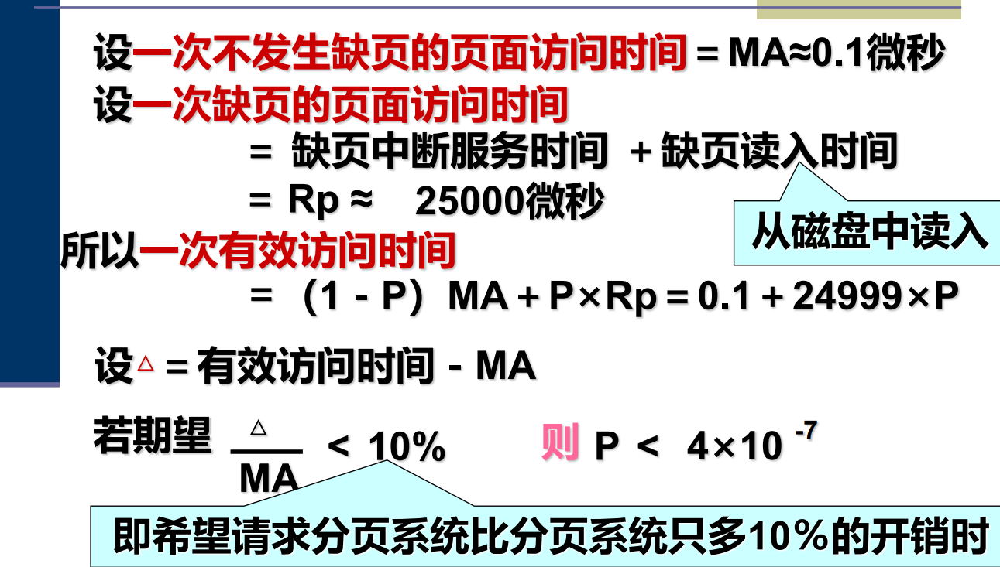 设一次不发生缺页的页面访问时间=MA≈0.1微秒
设一次缺页的页面访问时间
= 缺页中断服务时间 +缺页读入时间
= Rp ≈ 25000微秒
从磁盘中读入
所以一次有效访问时间
= (1 - P) MA+P×Rp=0.1+24999×P
设△=有效访问时间 - MA
若期望 △/MA < 10% 则 P < 4×10⁻⁷
即希望请求分页系统比分页系统只多10%的开销时